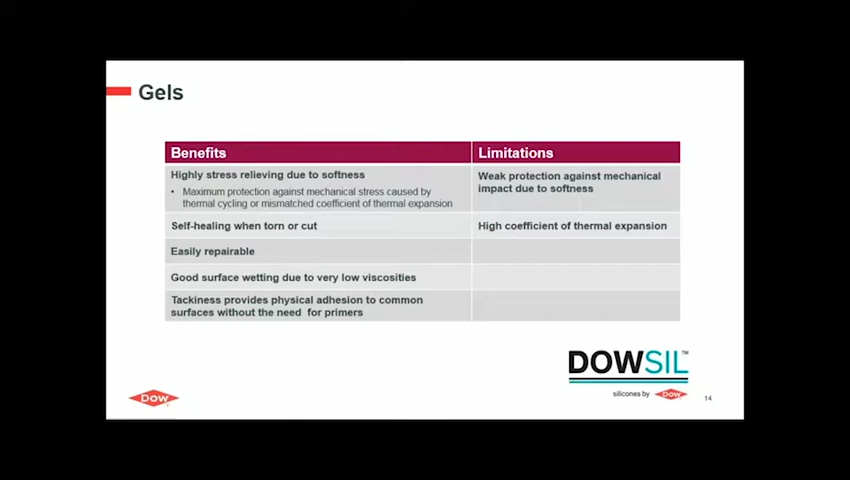 Gels
Benefits
Limitations
Highly stress relieving due to softness
• Maximum protection against mechanical stress caused by
thermal cycling or mismatched coefficient of thermal expansion
Weak protection against mechanical
impact due to softness
Self-healing when torn or cut
High coefficient of thermal expansion
Easily repairable
Good surface wetting due to very low viscosities
Tackiness provides physical adhesion to common
surfaces without the need for primers
DOWSIL™
silicones by Dow
Dow
14